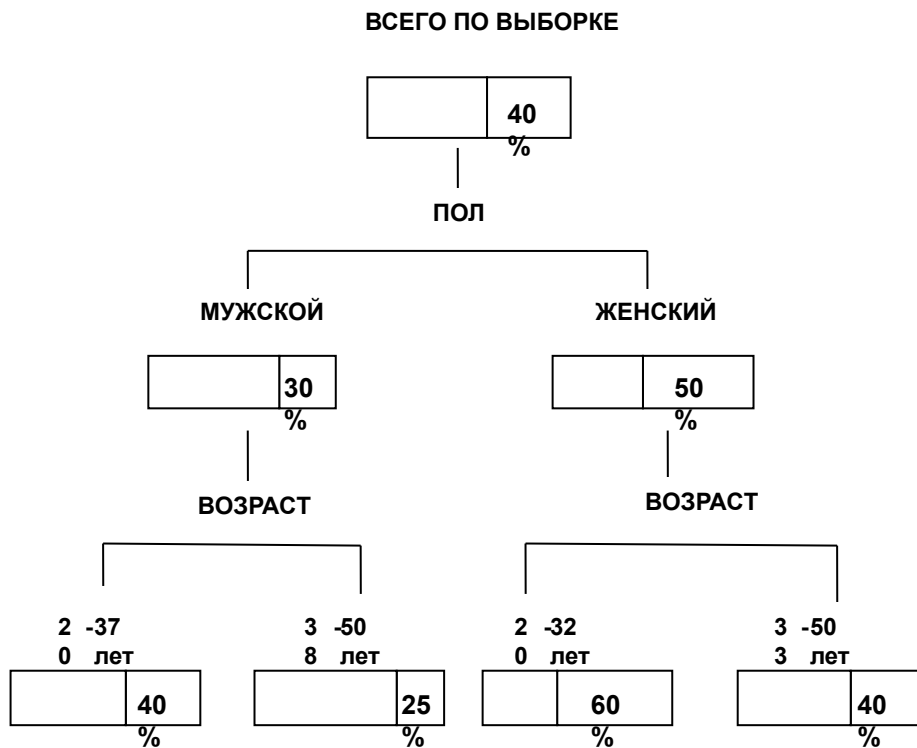 ВСЕГО ПО ВЫБОРКЕ
40
%
ПОЛ
МУЖСКОЙ
ЖЕНСКИЙ
30
%
50
%
ВОЗРАСТ
ВОЗРАСТ
2 -37
0 лет
3 -50
8 лет
2 -32
0 лет
3 -50
3 лет
40
%
25
%
60
%
40
%